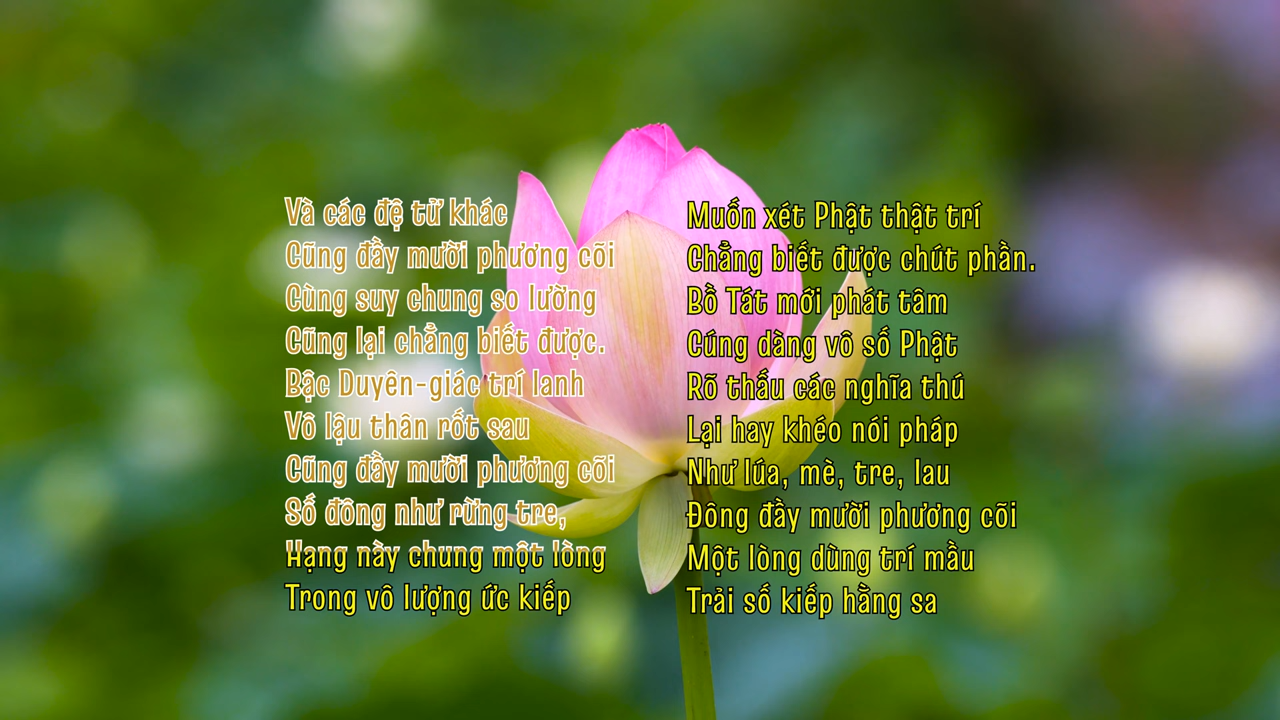 Và các đệ tử khác
Cũng đầy mười phương cõi
Cùng suy chung so lường
Cũng lại chẳng biết được.
Bậc Duyên-giác trí lanh
Vô lậu thân rốt sau
Cũng đầy mười phương cõi
Số đông như rừng tre,
Hạng này chung một lòng
Trong vô lượng ức kiếp
Muốn xét Phật thật trí
Chẳng biết được chút phần.
Bồ Tát mới phát tâm
Cúng dàng vô số Phật
Rõ thấu các nghĩa thú
Lại hay khéo nói pháp
Như lúa, mè, tre, lau
Đông đầy mười phương cõi
Một lòng dùng trí mầu
Trải số kiếp hằng sa